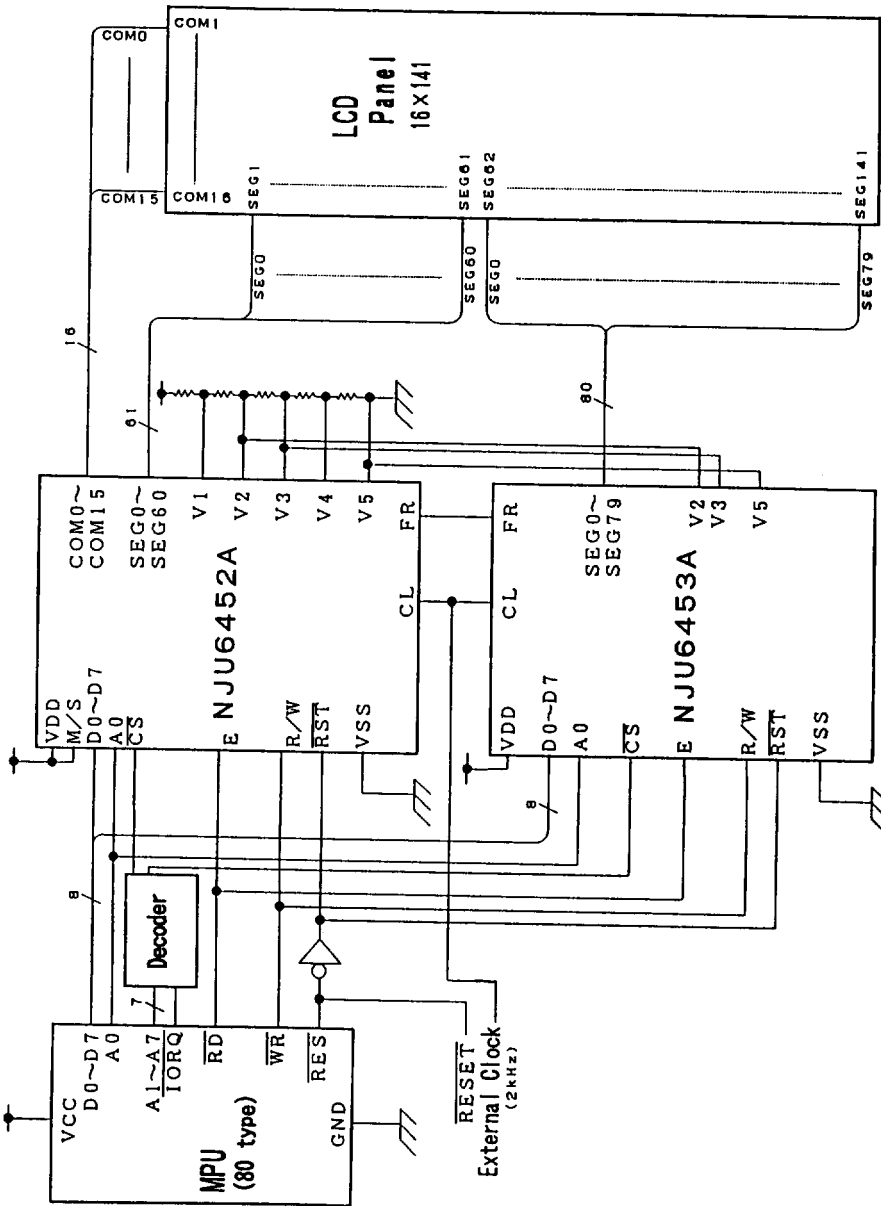 VCC
D0~D7
A0
A1~A7
IORQ
RD
WR
RES
GND
MPU
(80 type)
8
7
Decoder
RESET
External Clock
(2kHz)
VDD
M/S
D0~D7
A0
CS
E
R/W
RST
VSS
NJU6452A
COM0~
COM15
SEG0~
SEG60
V1
V2
V3
V4
V5
FR
CL
16
61
8
VDD
D0~D7
A0
CS
E
R/W
RST
VSS
NJU6453A
CL
FR
SEG0~
SEG79
V2
V3
V5
80
COM0
COM15
SEG0
SEG60
SEG0
SEG79
COM1
COM16
SEG1
SEG61
SEG62
SEG141
LCD
Panel
16×141